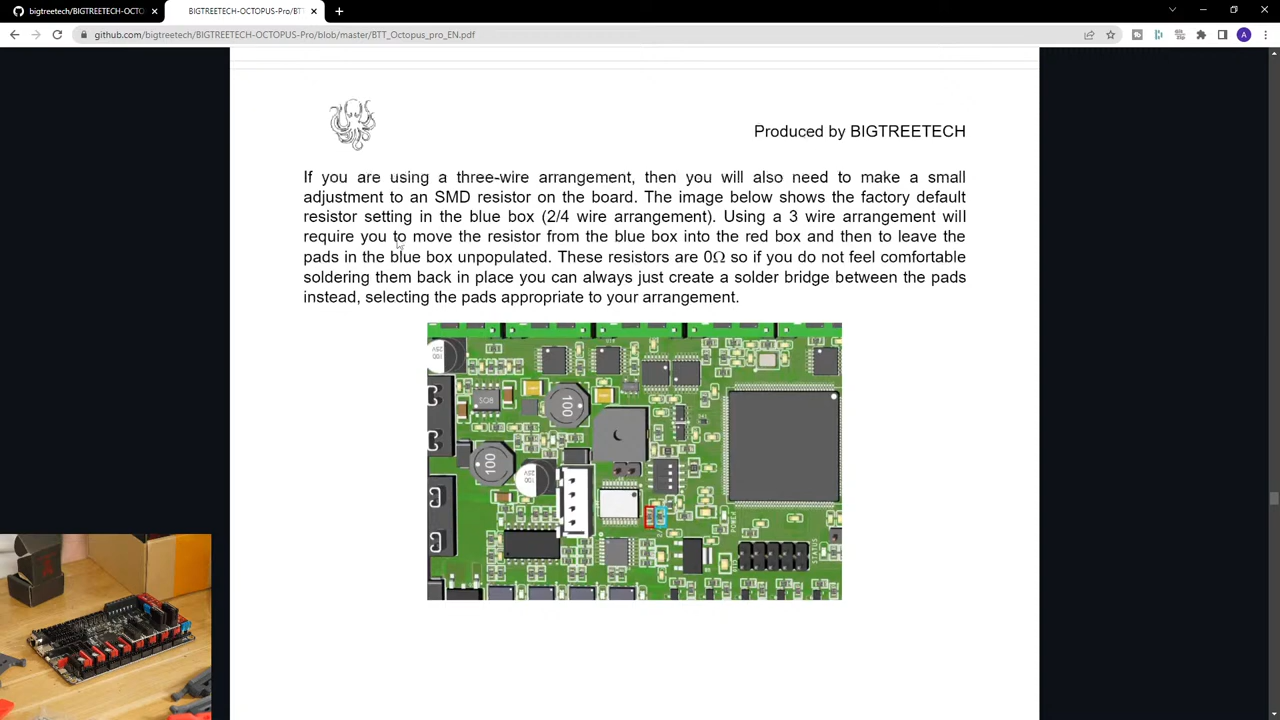 bigtreetech/BIGTREETECH-OCTO
BIGTREETECH-OCTOPUS-Pro/BTT
github.com/bigtreetech/BIGTREETECH-OCTOPUS-Pro/blob/master/BTT_Octopus_pro_EN.pdf
A
Produced by BIGTREETECH
If you are using a three-wire arrangement, then you will also need to make a small
adjustment to an SMD resistor on the board. The image below shows the factory default
resistor setting in the blue box (2/4 wire arrangement). Using a 3 wire arrangement will
require you to move the resistor from the blue box into the red box and then to leave the
pads in the blue box unpopulated. These resistors are 0Ω so if you do not feel comfortable
soldering them back in place you can always just create a solder bridge between the pads
instead, selecting the pads appropriate to your arrangement.
100
25V
SQ8
100
100
25V
POWER
STATUS